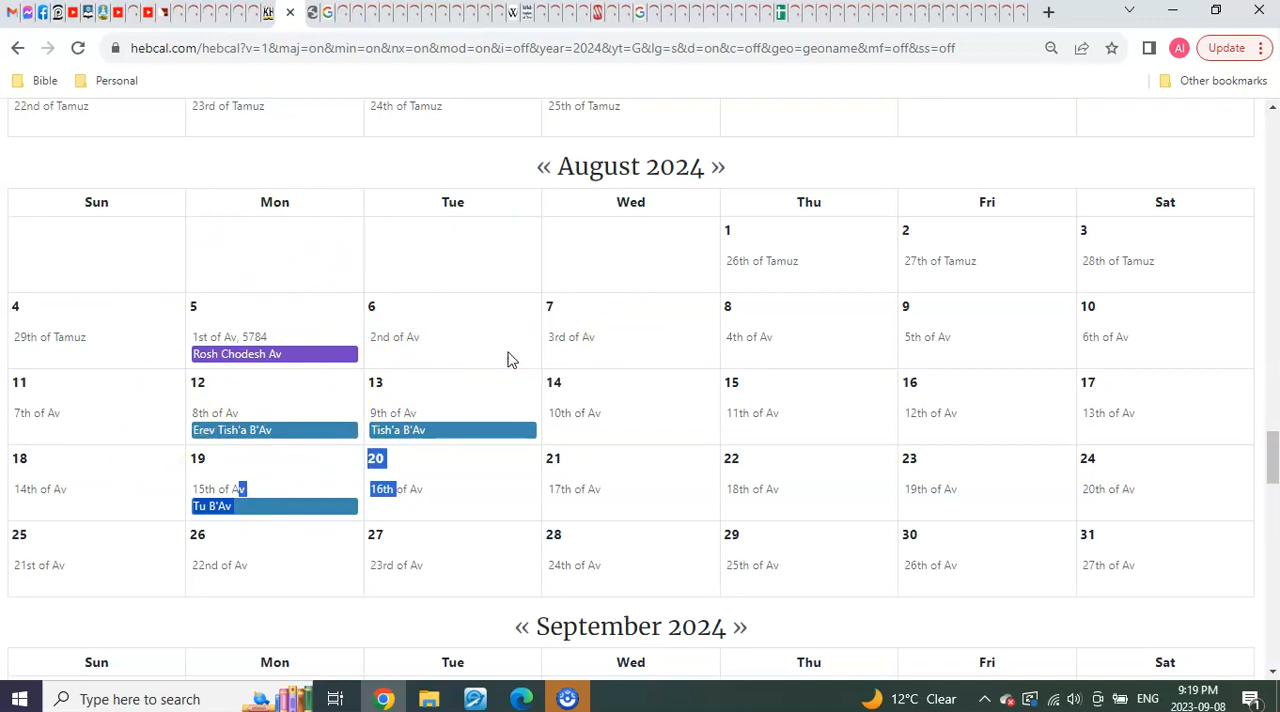 hebcal.com/hebcal?v=1&maj=on&min=on&nx=on&mod=on&i=off&year=2024&yt=G&lg=s&d=on&c=off&geo=geoname&mf=off&ss=off
AI
Update
Bible
Personal
Other bookmarks
22nd of Tamuz 23rd of Tamuz 24th of Tamuz 25th of Tamuz
« August 2024 »
Sun Mon Tue Wed Thu Fri Sat
1 2 3
26th of Tamuz 27th of Tamuz 28th of Tamuz
4 5 6 7 8 9 10
29th of Tamuz 1st of Av, 5784 2nd of Av 3rd of Av 4th of Av 5th of Av 6th of Av
Rosh Chodesh Av
11 12 13 14 15 16 17
7th of Av 8th of Av 9th of Av 10th of Av 11th of Av 12th of Av 13th of Av
Erev Tish'a B'Av Tish'a B'Av
18 19 20 21 22 23 24
14th of Av 15th of Av 16th of Av 17th of Av 18th of Av 19th of Av 20th of Av
Tu B'Av
25 26 27 28 29 30 31
21st of Av 22nd of Av 23rd of Av 24th of Av 25th of Av 26th of Av 27th of Av
« September 2024 »
Sun Mon Tue Wed Thu Fri Sat
Type here to search
12°C Clear
ENG
9:19 PM
2023-09-08
1